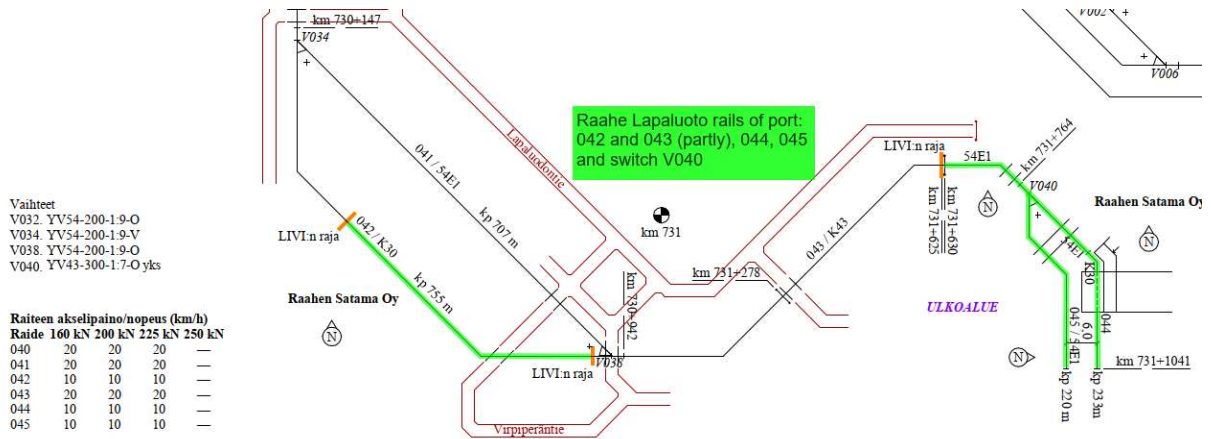 km 730+147
V034
+
041 / 54E1
kp 707 m
Lapaluodontie
Raahe Lapaluoto rails of port:
042 and 043 (partly), 044, 045
and switch V040
km 731
V002
+
V006
+
LIVI:n raja
54E1
km 731+764
V040
+
N
Raahen Satama Oy
N
km 731+625
km 731+630
043 / K43
km 731+278
54E1
K30
ULKOALUE
045 / 54E1
6,0
044
N
km 731+1041
kp 220 m
kp 233m
Vaihteet
V032. YV54-200-1:9-O
V034. YV54-200-1:9-V
V038. YV54-200-1:9-O
V040. YV43-300-1:7-O yks
LIVI:n raja
042 / K30
kp 755 m
Raahen Satama Oy
N
km 730+942
+
V038
LIVI:n raja
Virpiperäntie
Raiteen akselipaino/nopeus (km/h)
Raide 160 kN 200 kN 225 kN 250 kN
040 20 20 20 —
041 20 20 20 —
042 10 10 10 —
043 20 20 20 —
044 10 10 10 —
045 10 10 10 —